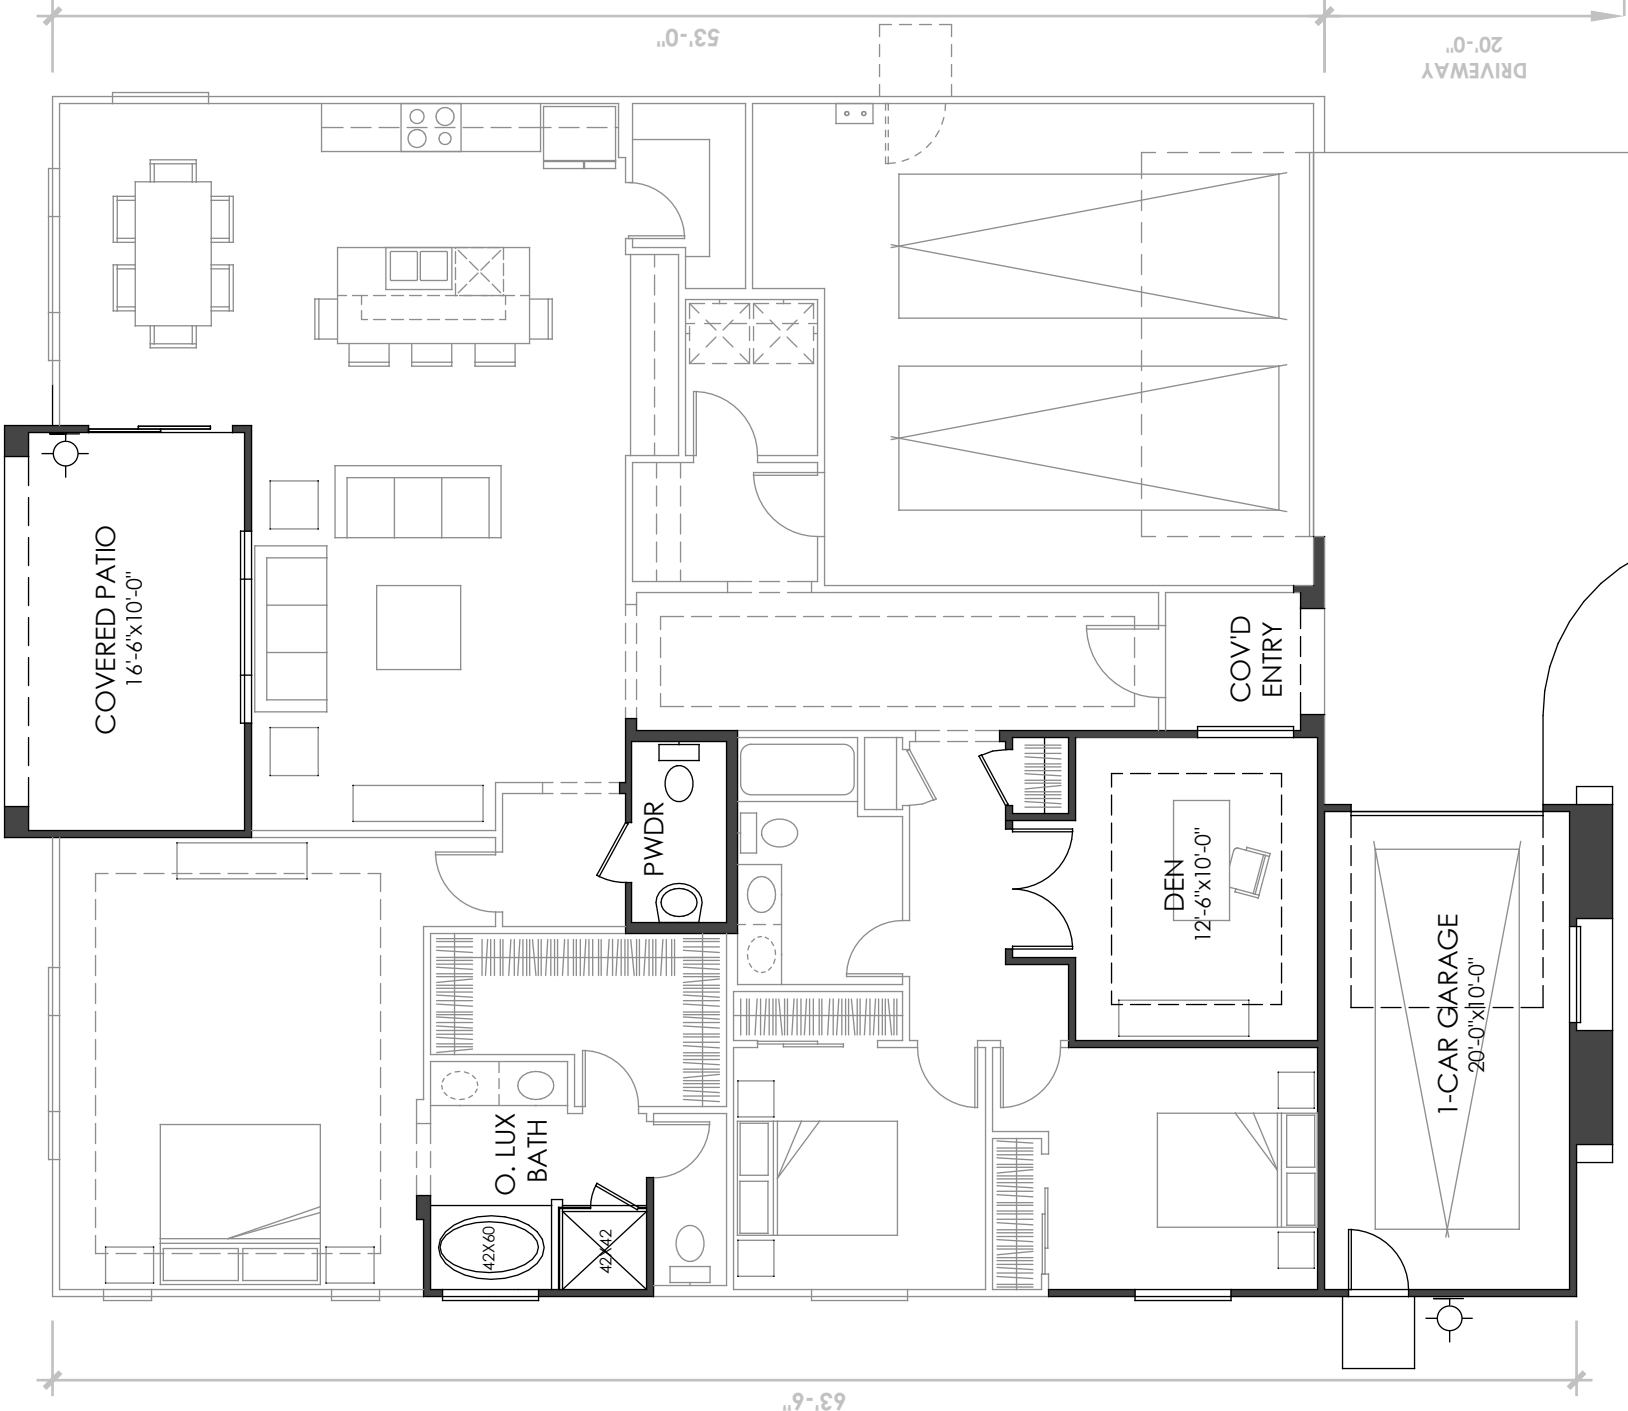 53'-0"
20'-0"
DRIVEWAY
COVERED PATIO
16'-6"x10'-0"
COV'D
ENTRY
PWDR
DEN
12'-6"x10'-0"
1-CAR GARAGE
20'-0"x10'-0"
O. LUX
BATH
42X60
42X42
63'-6"